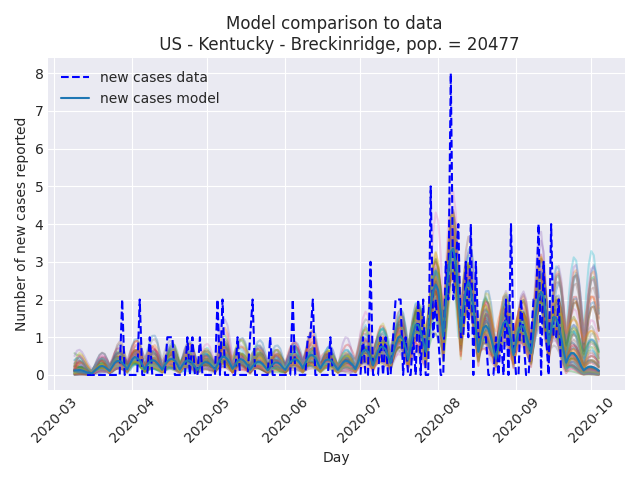 Model comparison to data
US - Kentucky - Breckinridge, pop. = 20477
8
7
6
5
4
3
2
1
0
new cases data
new cases model
Number of new cases reported
2020-03
2020-04
2020-05
2020-06
2020-07
2020-08
2020-09
2020-10
Day